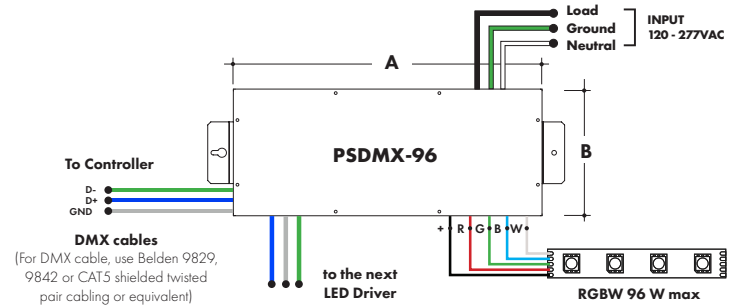 Load
Ground
Neutral
INPUT
120 - 277VAC
A
PSDMX-96
B
To Controller
D-
D+
GND
DMX cables
(For DMX cable, use Belden 9829,
9842 or CAT5 shielded twisted
pair cabling or equivalent)
to the next
LED Driver
+ R G B W
RGBW 96 W max